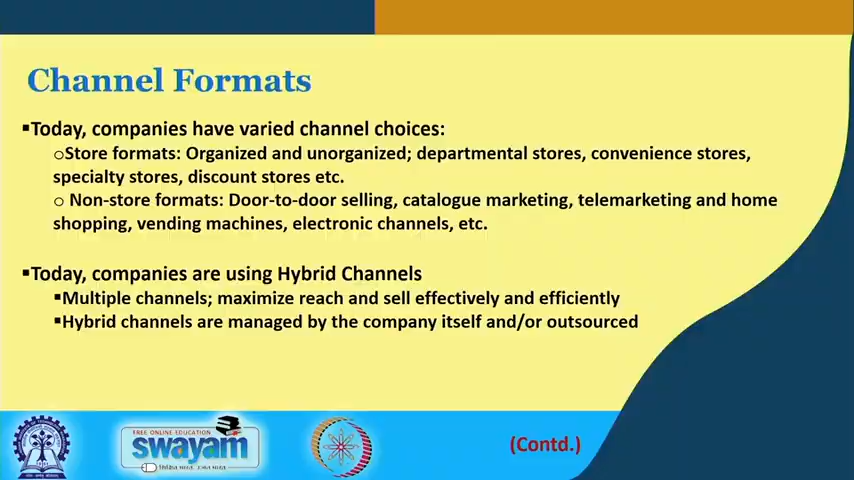 Channel Formats
▪Today, companies have varied channel choices:
oStore formats: Organized and unorganized; departmental stores, convenience stores,
specialty stores, discount stores etc.
o Non-store formats: Door-to-door selling, catalogue marketing, telemarketing and home
shopping, vending machines, electronic channels, etc.
▪Today, companies are using Hybrid Channels
▪Multiple channels; maximize reach and sell effectively and efficiently
▪Hybrid channels are managed by the company itself and/or outsourced
FREE ONLINE EDUCATION
swayam
(Contd.)